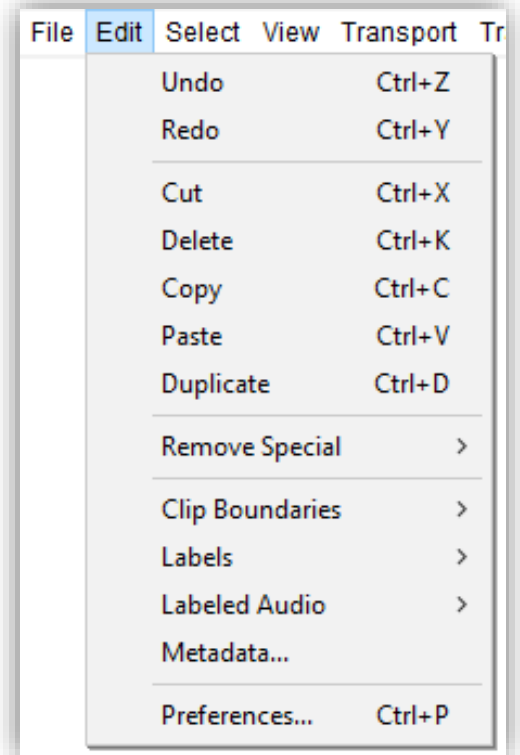 File Edit Select View Transport Tr
Undo Ctrl+Z
Redo Ctrl+Y
Cut Ctrl+X
Delete Ctrl+K
Copy Ctrl+C
Paste Ctrl+V
Duplicate Ctrl+D
Remove Special >
Clip Boundaries >
Labels >
Labeled Audio >
Metadata...
Preferences... Ctrl+P